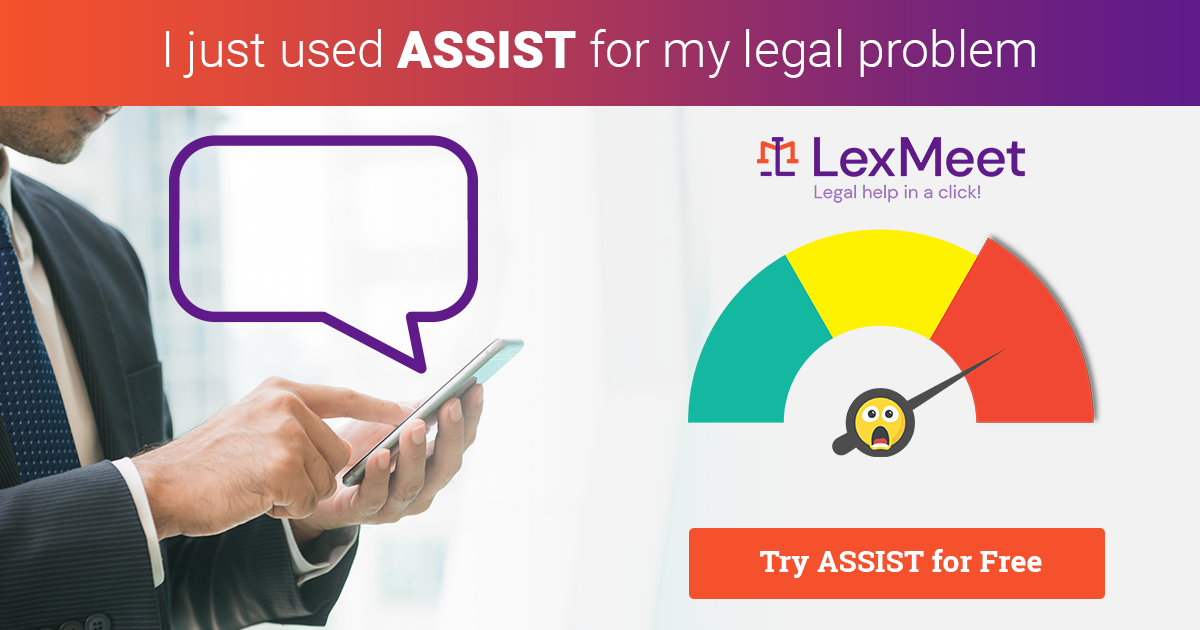 I just used ASSIST for my legal problem
LexMeet
Legal help in a click!
Try ASSIST for Free